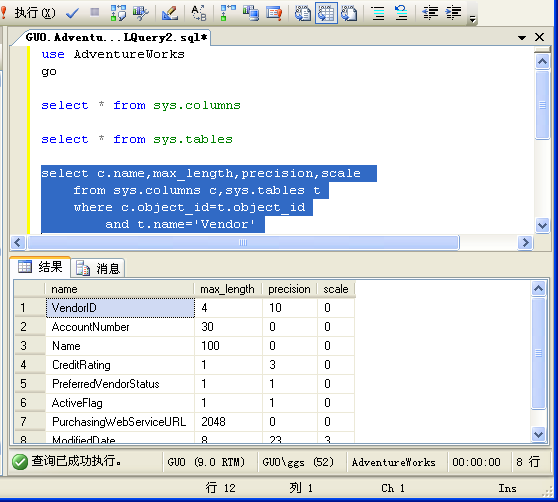 执行(X)
GUO.Adventu...LQuery2.sql*
use AdventureWorks
go
select * from sys.columns
select * from sys.tables
select c.name,max_length,precision,scale
from sys.columns c,sys.tables t
where c.object_id=t.object_id
and t.name='Vendor'
结果 消息
name max_length precision scale
1 VendorID 4 10 0
2 AccountNumber 30 0 0
3 Name 100 0 0
4 CreditRating 1 3 0
5 PreferredVendorStatus 1 1 0
6 ActiveFlag 1 1 0
7 PurchasingWebServiceURL 2048 0 0
8 ModifiedDate 8 23 3
查询已成功执行。 GUO (9.0 RTM) GUO\ggs (52) AdventureWorks 00:00:00 8 行
行 12 列 1 Ch 1 Ins